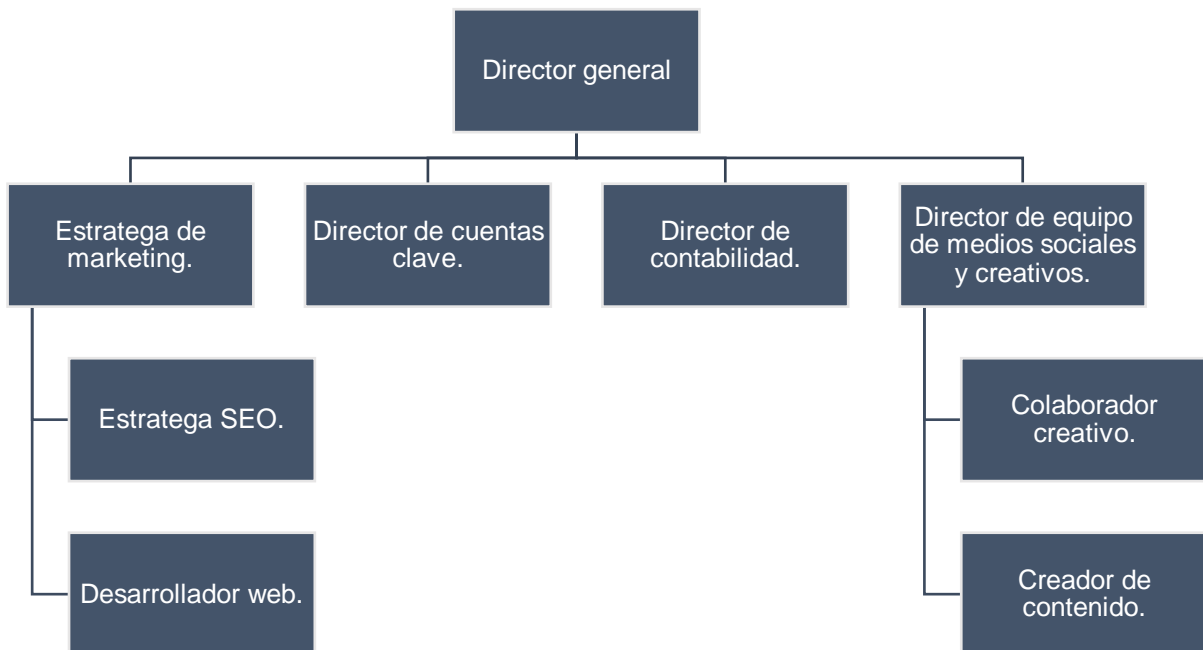 Director general
Estratega de
marketing.
Director de cuentas
clave.
Director de
contabilidad.
Director de equipo
de medios sociales
y creativos.
Estratega SEO.
Colaborador
creativo.
Desarrollador web.
Creador de
contenido.